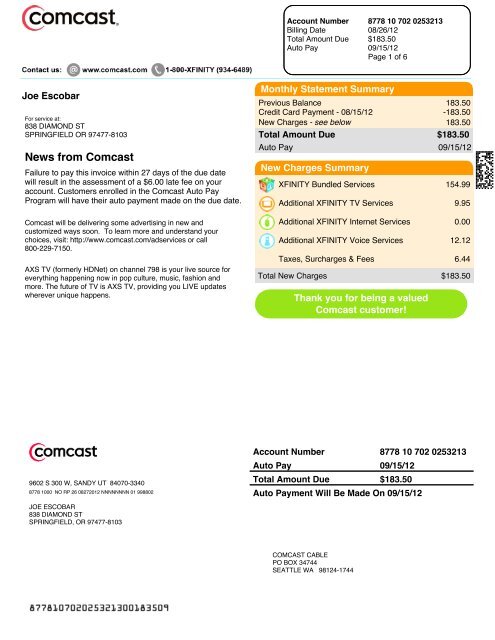 comcast
Account Number 8778 10 702 0253213
Billing Date 08/26/12
Total Amount Due $183.50
Auto Pay 09/15/12
Page 1 of 6
Contact us: www.comcast.com 1-800-XFINITY (934-6489)
Joe Escobar
For service at:
838 DIAMOND ST
SPRINGFIELD OR 97477-8103
News from Comcast
Failure to pay this invoice within 27 days of the due date
will result in the assessment of a $6.00 late fee on your
account. Customers enrolled in the Comcast Auto Pay
Program will have their auto payment made on the due date.
Comcast will be delivering some advertising in new and
customized ways soon. To learn more and understand your
choices, visit: http://www.comcast.com/adservices or call
800-229-7150.
AXS TV (formerly HDNet) on channel 798 is your live source for
everything happening now in pop culture, music, fashion and
more. The future of TV is AXS TV, providing you LIVE updates
wherever unique happens.
Monthly Statement Summary
Previous Balance 183.50
Credit Card Payment - 08/15/12 -183.50
New Charges - see below 183.50
Total Amount Due $183.50
Auto Pay 09/15/12
New Charges Summary
XFINITY Bundled Services 154.99
Additional XFINITY TV Services 9.95
Additional XFINITY Internet Services 0.00
Additional XFINITY Voice Services 12.12
Taxes, Surcharges & Fees 6.44
Total New Charges $183.50
Thank you for being a valued
Comcast customer!
comcast
9602 S 300 W, SANDY UT 84070-3340
8778 1000 NO RP 26 08272012 NNNNNNNN 01 998802
JOE ESCOBAR
838 DIAMOND ST
SPRINGFIELD, OR 97477-8103
Account Number 8778 10 702 0253213
Auto Pay 09/15/12
Total Amount Due $183.50
Auto Payment Will Be Made On 09/15/12
COMCAST CABLE
PO BOX 34744
SEATTLE WA 98124-1744
877810702025321300183509